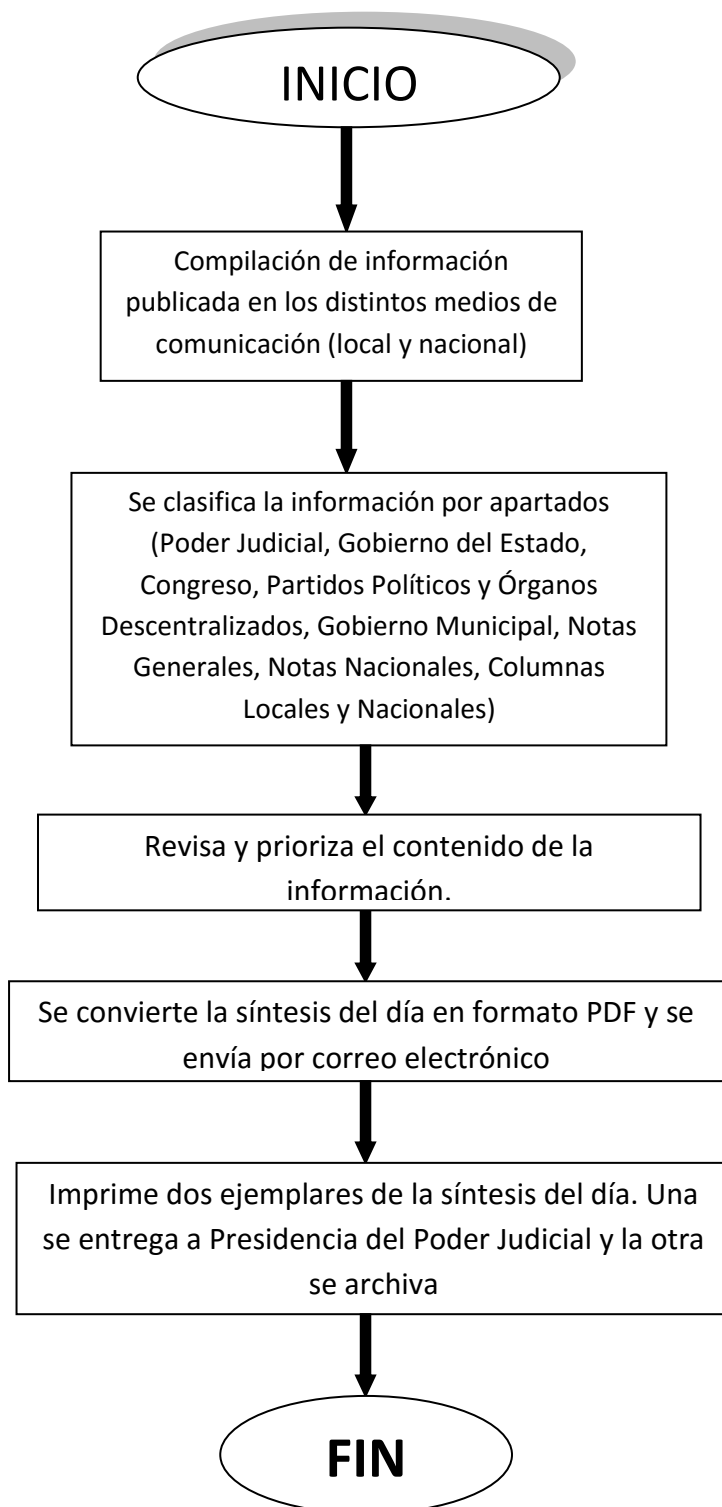 INICIO
Compilación de información
publicada en los distintos medios de
comunicación (local y nacional)
Se clasifica la información por apartados
(Poder Judicial, Gobierno del Estado,
Congreso, Partidos Políticos y Órganos
Descentralizados, Gobierno Municipal, Notas
Generales, Notas Nacionales, Columnas
Locales y Nacionales)
Revisa y prioriza el contenido de la
información.
Se convierte la síntesis del día en formato PDF y se
envía por correo electrónico
Imprime dos ejemplares de la síntesis del día. Una
se entrega a Presidencia del Poder Judicial y la otra
se archiva
FIN